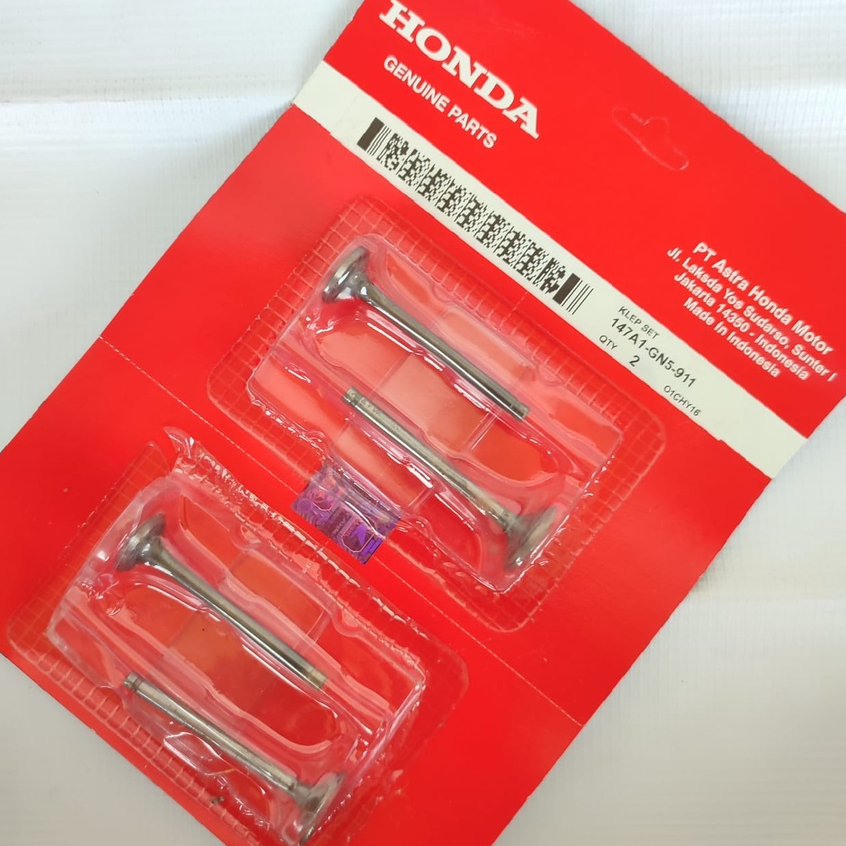 HONDA
GENUINE PARTS
KLEP SET
147A1-GN5-911
QTY 2
O1CHY16
PT Astra Honda Motor
Jl. Laksda Yos Sudarso, Sunter I
Jakarta 14350 - Indonesia
Made in Indonesia